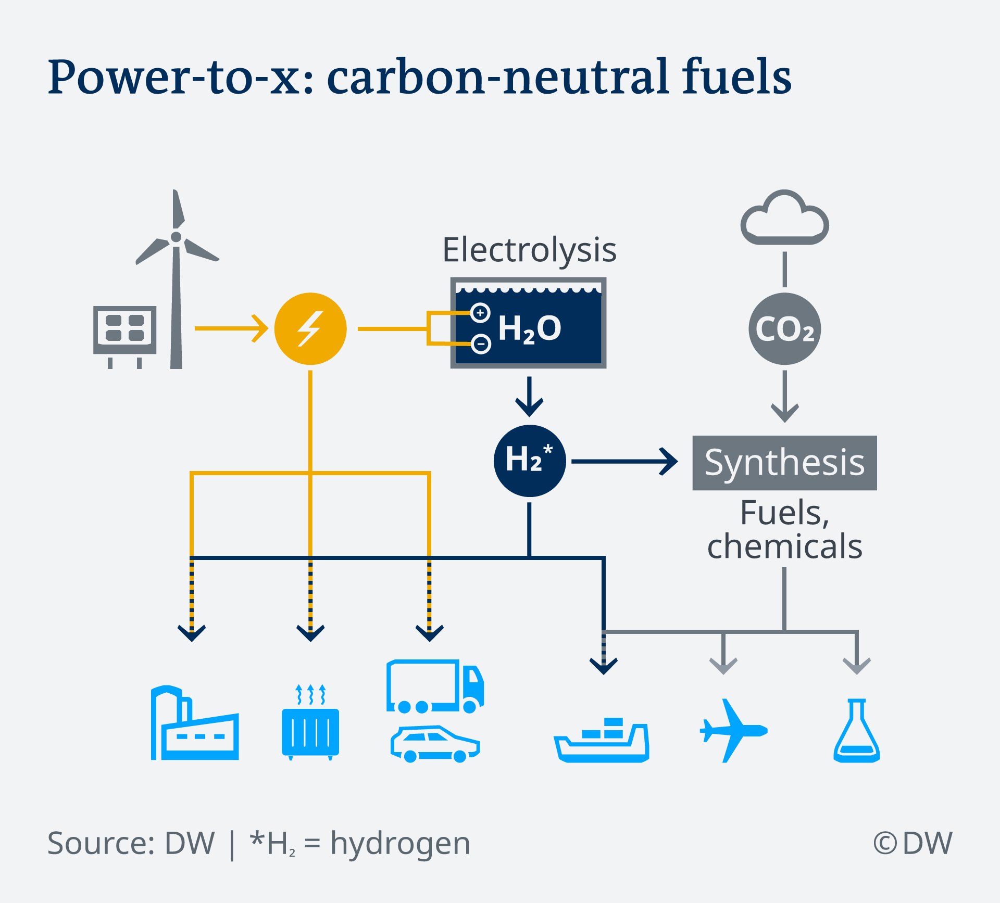 Power-to-x: carbon-neutral fuels
Electrolysis
+
H₂O
−
CO₂
H₂*
Synthesis
Fuels,
chemicals
Source: DW | *H₂ = hydrogen
© DW